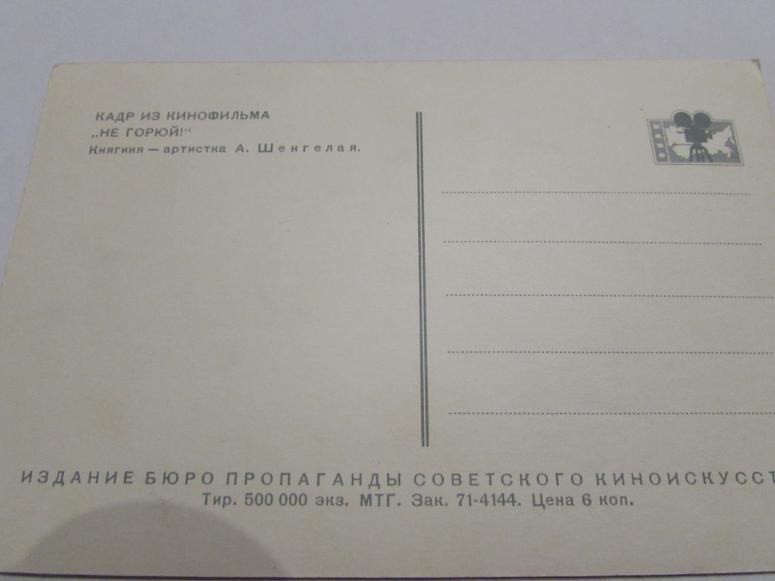 КАДР ИЗ КИНОФИЛЬМА
„НЕ ГОРЮЙ!“
Княгиня — артистка А. Шенгелая.
ИЗДАНИЕ БЮРО ПРОПАГАНДЫ СОВЕТСКОГО КИНОИСКУССТ
Тир. 500 000 экз. МТГ. Зак. 71-4144. Цена 6 коп.